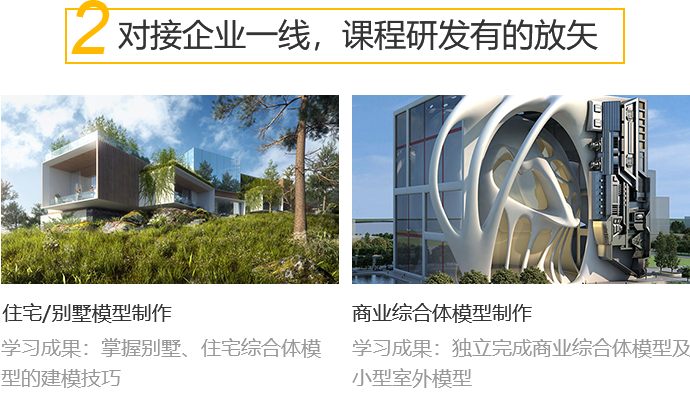 2 对接企业一线，课程研发有的放矢
住宅/别墅模型制作
学习成果：掌握别墅、住宅综合体模
型的建模技巧
商业综合体模型制作
学习成果：独立完成商业综合体模型及
小型室外模型